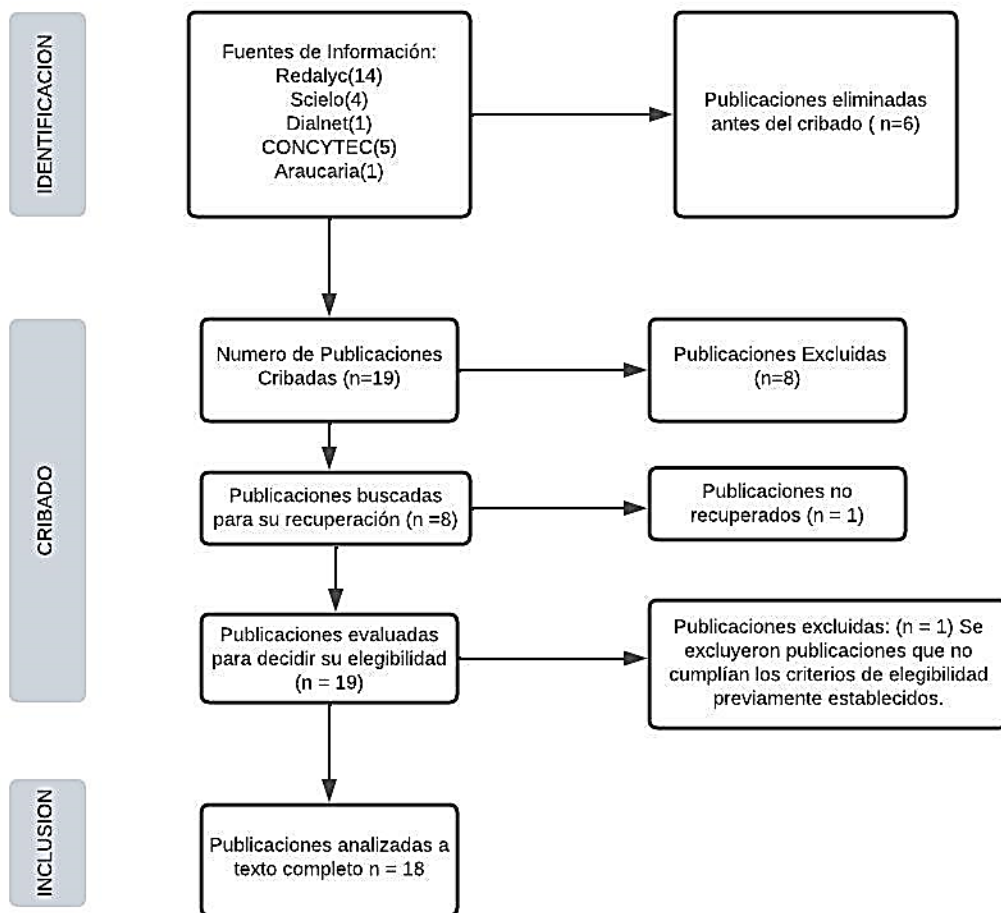 IDENTIFICACION
Fuentes de Información:
Redalyc(14)
Scielo(4)
Dialnet(1)
CONCYTEC(5)
Araucaria(1)
Publicaciones eliminadas
antes del cribado ( n=6)
CRIBADO
Numero de Publicaciones
Cribadas (n=19)
Publicaciones Excluidas
(n=8)
Publicaciones buscadas
para su recuperación (n =8)
Publicaciones no
recuperados (n = 1)
Publicaciones evaluadas
para decidir su elegibilidad
(n = 19)
Publicaciones excluidas: (n = 1) Se
excluyeron publicaciones que no
cumplían los criterios de elegibilidad
previamente establecidos.
INCLUSION
Publicaciones analizadas a
texto completo n = 18